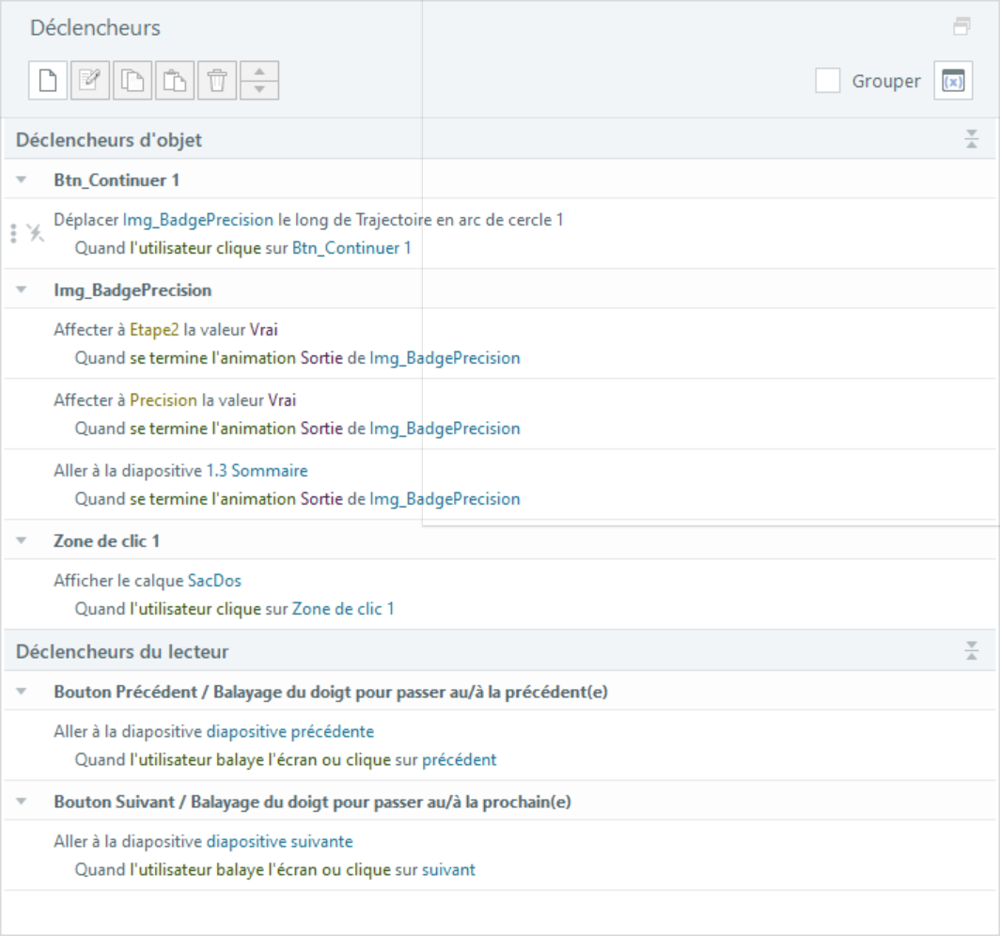 Déclencheurs
Grouper
(x)
Déclencheurs d'objet
Btn_Continuer 1
Déplacer Img_BadgePrecision le long de Trajectoire en arc de cercle 1
Quand l'utilisateur clique sur Btn_Continuer 1
Img_BadgePrecision
Affecter à Etape2 la valeur Vrai
Quand se termine l'animation Sortie de Img_BadgePrecision
Affecter à Precision la valeur Vrai
Quand se termine l'animation Sortie de Img_BadgePrecision
Aller à la diapositive 1.3 Sommaire
Quand se termine l'animation Sortie de Img_BadgePrecision
Zone de clic 1
Afficher le calque SacDos
Quand l'utilisateur clique sur Zone de clic 1
Déclencheurs du lecteur
Bouton Précédent / Balayage du doigt pour passer au/à la précédent(e)
Aller à la diapositive diapositive précédente
Quand l'utilisateur balaye l'écran ou clique sur précédent
Bouton Suivant / Balayage du doigt pour passer au/à la prochain(e)
Aller à la diapositive diapositive suivante
Quand l'utilisateur balaye l'écran ou clique sur suivant